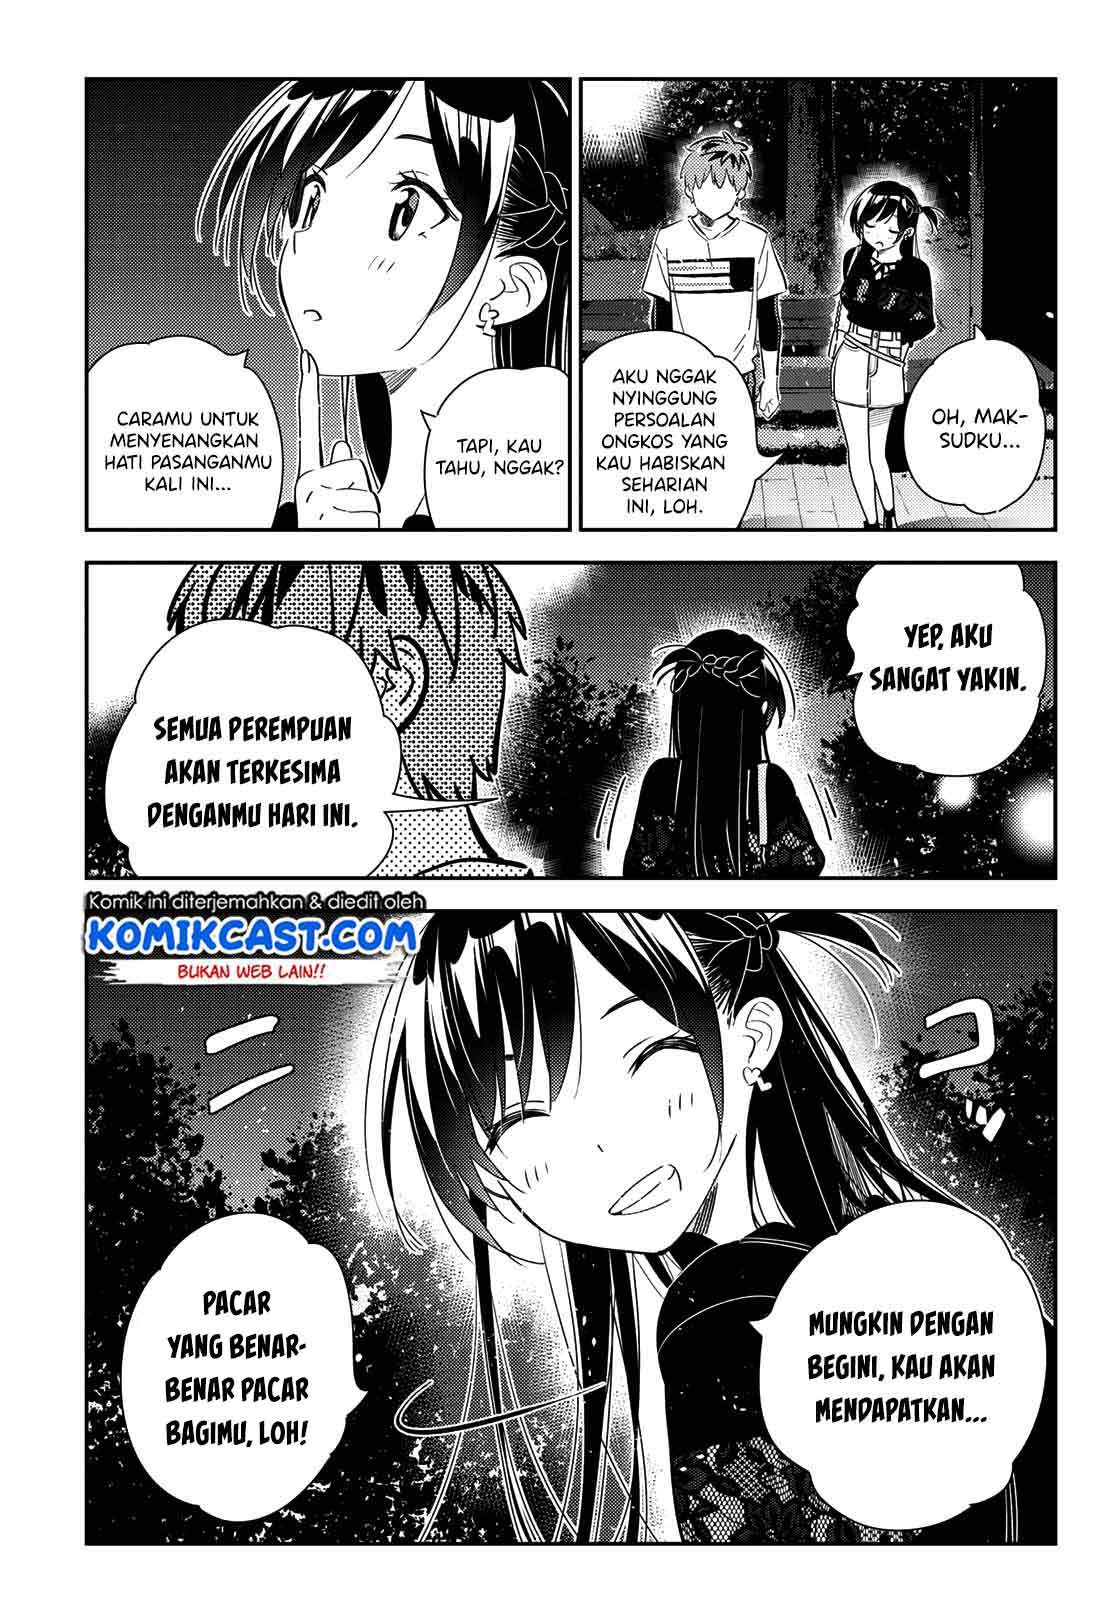 OH, MAK-
SUDKU...
AKU NGGAK
NYINGGUNG
PERSOALAN
ONGKOS YANG
KAU HABISKAN
SEHARIAN
INI, LOH.
TAPI, KAU
TAHU, NGGAK?
CARAMU UNTUK
MENYENANGKAN
HATI PASANGANMU
KALI INI...
YEP, AKU
SANGAT YAKIN.
SEMUA PEREMPUAN
AKAN TERKESIMA
DENGANMU HARI INI.
Komik ini diterjemahkan & diedit oleh
KOMIKCAST.COM
BUKAN WEB LAIN!!
ニコッ
MUNGKIN DENGAN
BEGINI, KAU AKAN
MENDAPATKAN...
PACAR
YANG BENAR-
BENAR PACAR
BAGIMU, LOH!